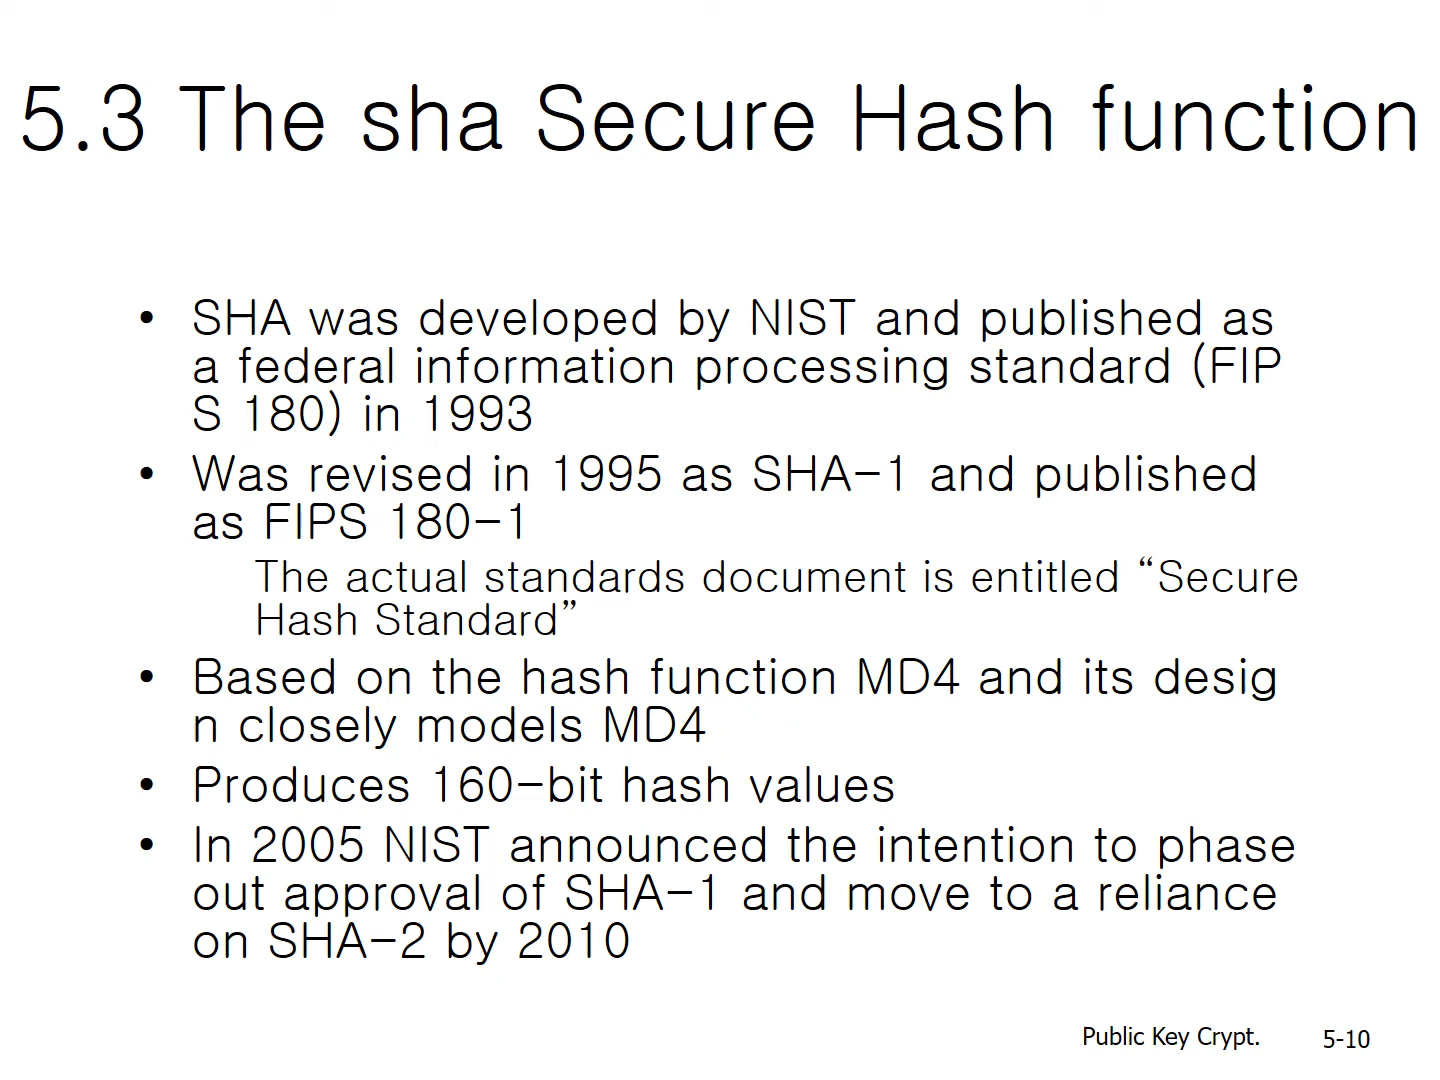 5.3 The sha Secure Hash function
• SHA was developed by NIST and published as
a federal information processing standard (FIP
S 180) in 1993
• Was revised in 1995 as SHA-1 and published
as FIPS 180-1
The actual standards document is entitled “Secure
Hash Standard”
• Based on the hash function MD4 and its desig
n closely models MD4
• Produces 160-bit hash values
• In 2005 NIST announced the intention to phase
out approval of SHA-1 and move to a reliance
on SHA-2 by 2010
Public Key Crypt. 5-10